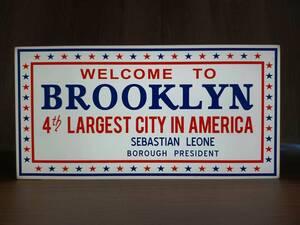 WELCOME TO
BROOKLYN
4th LARGEST CITY IN AMERICA
SEBASTIAN LEONE
BOROUGH PRESIDENT